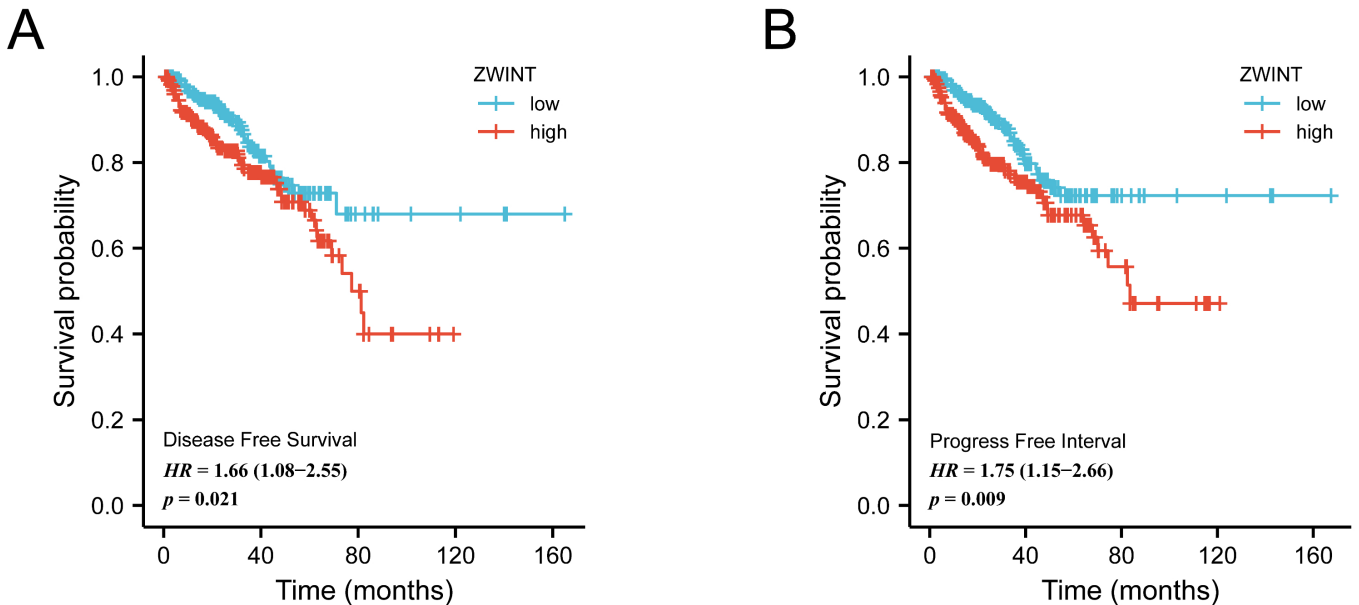 A
Survival probability
1.0
0.8
0.6
0.4
0.2
0.0
ZWINT
low
high
Disease Free Survival
HR = 1.66 (1.08−2.55)
p = 0.021
0 40 80 120 160
Time (months)
B
Survival probability
1.0
0.8
0.6
0.4
0.2
0.0
ZWINT
low
high
Progress Free Interval
HR = 1.75 (1.15−2.66)
p = 0.009
0 40 80 120 160
Time (months)